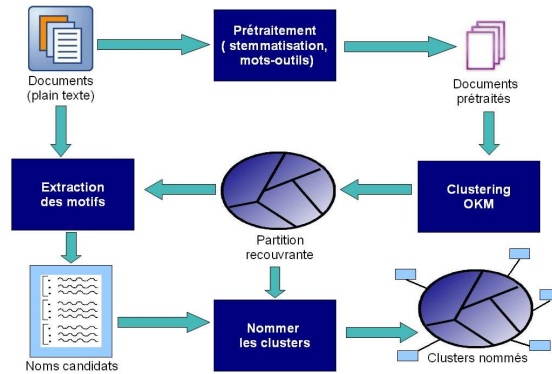 Prétraitement
( stemmatisation,
mots-outils)
Documents
(plain texte)
Documents
prétraités
Extraction
des motifs
Clustering
OKM
Partition
recouvrante
Nommer
les clusters
Noms candidats
Clusters nommés